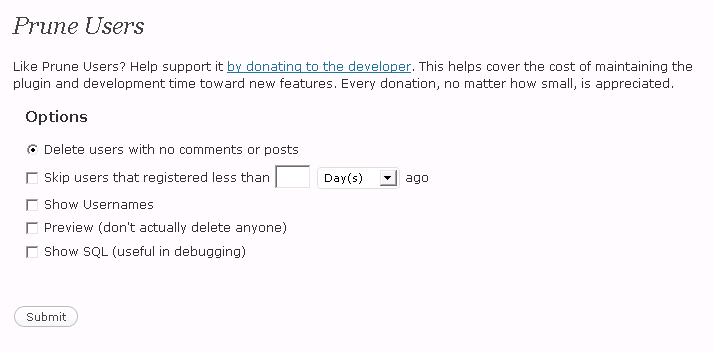 Prune Users
Like Prune Users? Help support it by donating to the developer. This helps cover the cost of maintaining the
plugin and development time toward new features. Every donation, no matter how small, is appreciated.
Options
Delete users with no comments or posts
Skip users that registered less than Day(s) ago
Show Usernames
Preview (don't actually delete anyone)
Show SQL (useful in debugging)
Submit